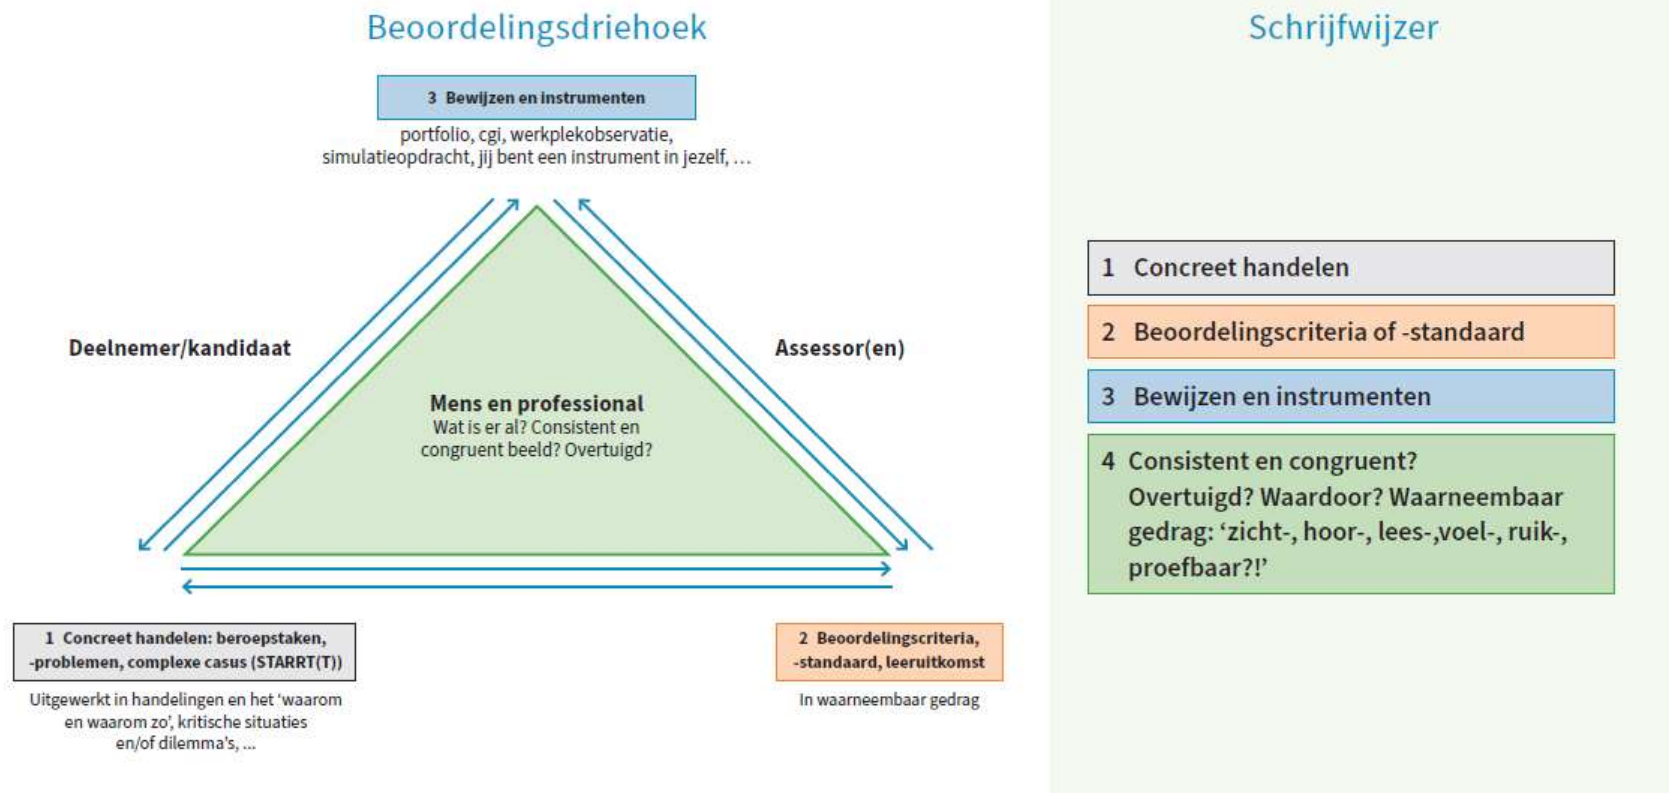 Beoordelingsdriehoek
3 Bewijzen en instrumenten
portfolio, cgi, werkplekobservatie,
simulatieopdracht, jij bent een instrument in jezelf, ...
Deelnemer/kandidaat
Assessor(en)
Mens en professional
Wat is er al? Consistent en
congruent beeld? Overtuigd?
1 Concreet handelen: beroepstaken,
-problemen, complexe casus (STARRT(T))
Uitgewerkt in handelingen en het ‘waarom
en waarom zo’, kritische situaties
en/of dilemma’s, ...
2 Beoordelingscriteria,
-standaard, leeruitkomst
In waarneembaar gedrag
Schrijfwijzer
1 Concreet handelen
2 Beoordelingscriteria of -standaard
3 Bewijzen en instrumenten
4 Consistent en congruent?
Overtuigd? Waardoor? Waarneembaar
gedrag: ‘zicht-, hoor-, lees-,voel-, ruik-,
proefbaar?!’